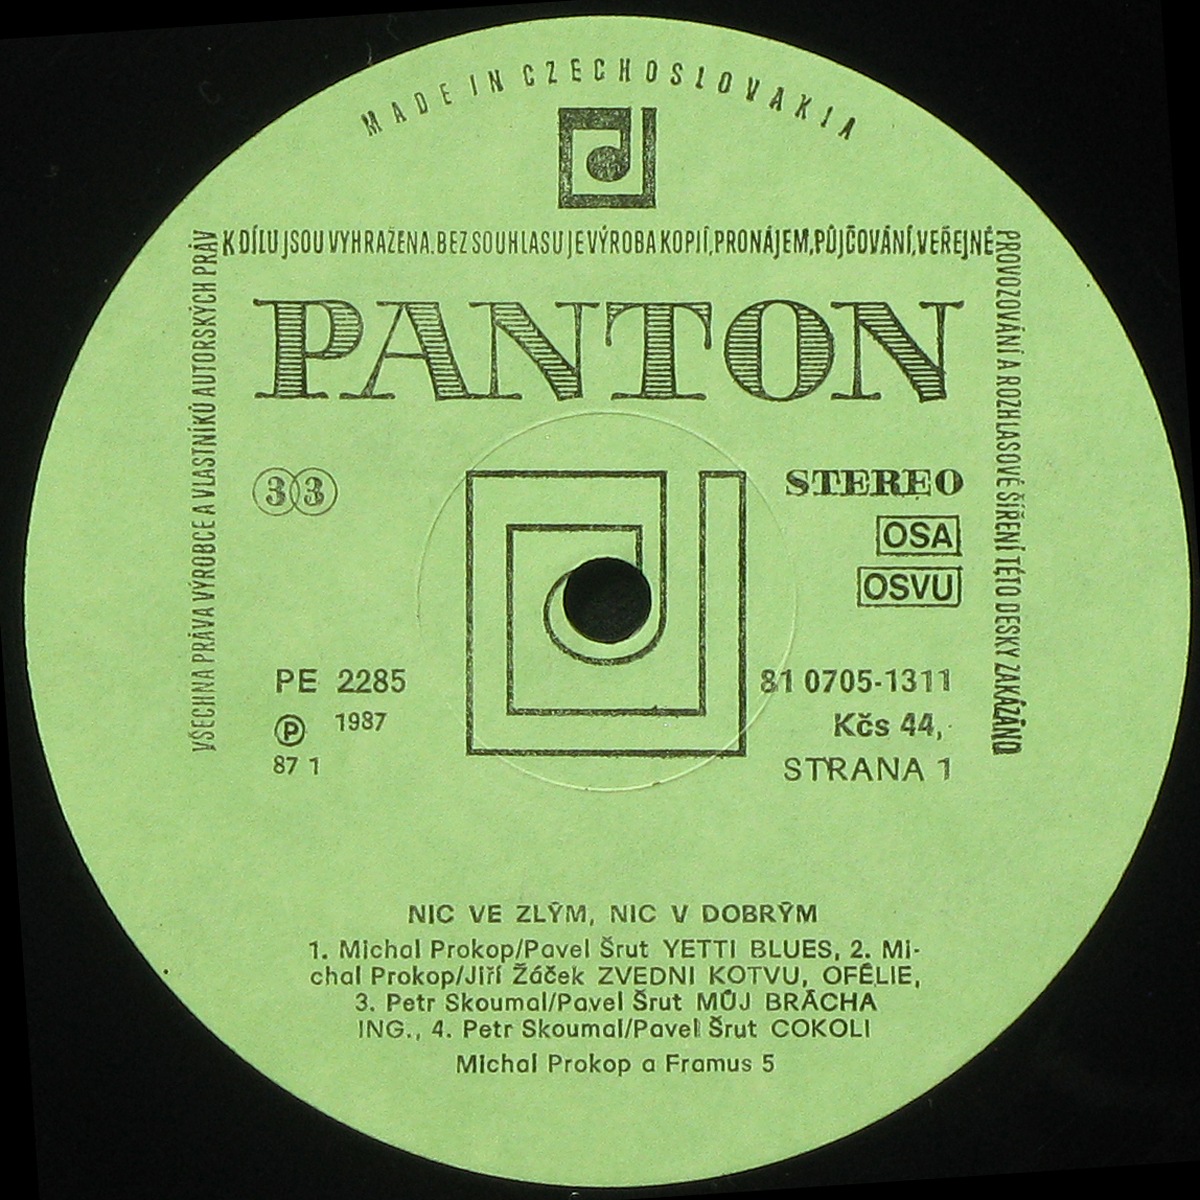 MADE IN CZECHOSLOVAKIA
VŠECHNA PRÁVA VÝROBCE A VLASTNÍKŮ AUTORSKÝCH PRÁV
K DÍLU JSOU VYHRAŽENA. BEZ SOUHLASU JE VÝROBA KOPIÍ, PRONÁJEM, PŮJČOVÁNÍ, VEŘEJNÉ
PROVOZOVÁNÍ A ROZHLASOVÉ ŠÍŘENÍ TÉTO DESKY ZAKÁZÁNO
PANTON
33
STEREO
OSA
OSVU
PE 2285
℗ 1987
87 1
81 0705-1311
Kčs 44,-
STRANA 1
NIC VE ZLÝM, NIC V DOBRÝM
1. Michal Prokop/Pavel Šrut YETTI BLUES, 2. Mi-
chal Prokop/Jiří Žáček ZVEDNI KOTVU, OFÉLIE,
3. Petr Skoumal/Pavel Šrut MŮJ BRÁCHA
ING., 4. Petr Skoumal/Pavel Šrut COKOLI
Michal Prokop a Framus 5